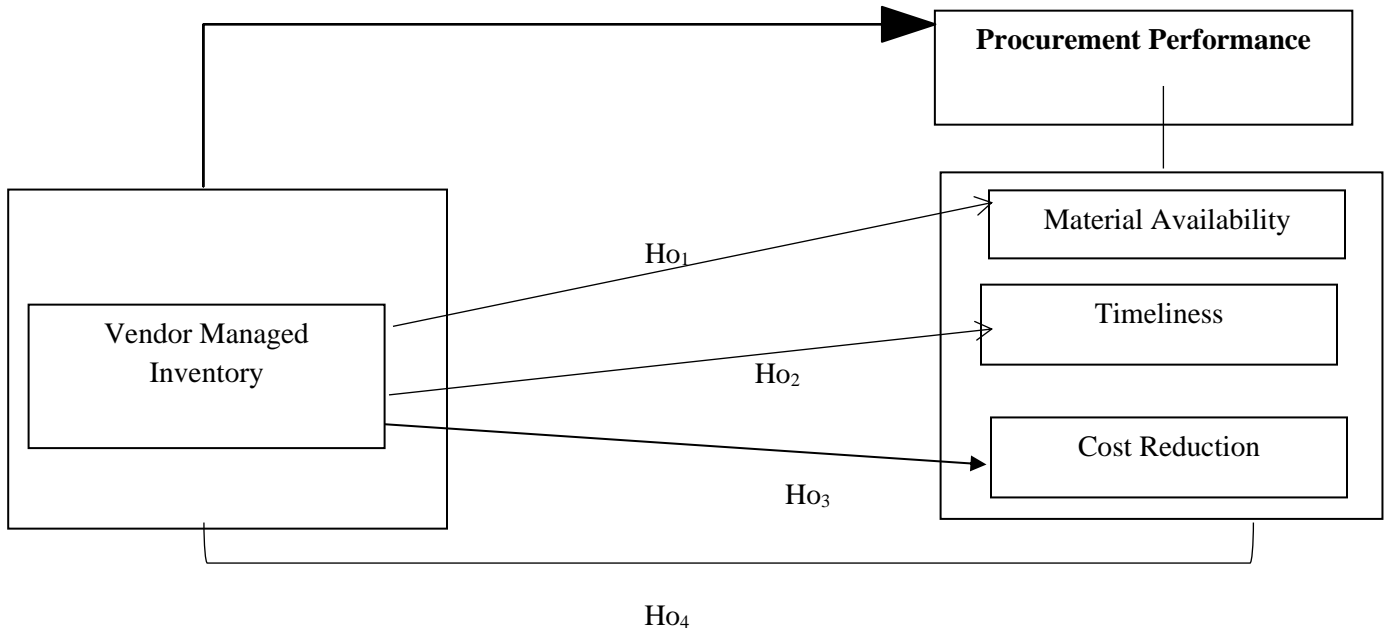 Procurement Performance
Material Availability
Ho₁
Timeliness
Vendor Managed
Inventory
Ho₂
Cost Reduction
Ho₃
Ho₄